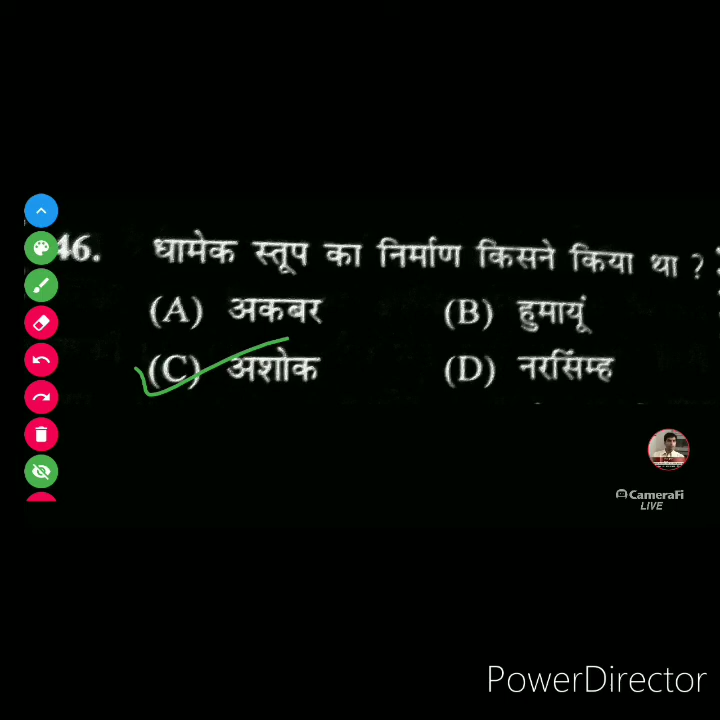 46. धामेक स्तूप का निर्माण किसने किया था ?
(A) अकबर (B) हुमायूं
(C) अशोक (D) नरसिंम्ह
CameraFi
LIVE
PowerDirector